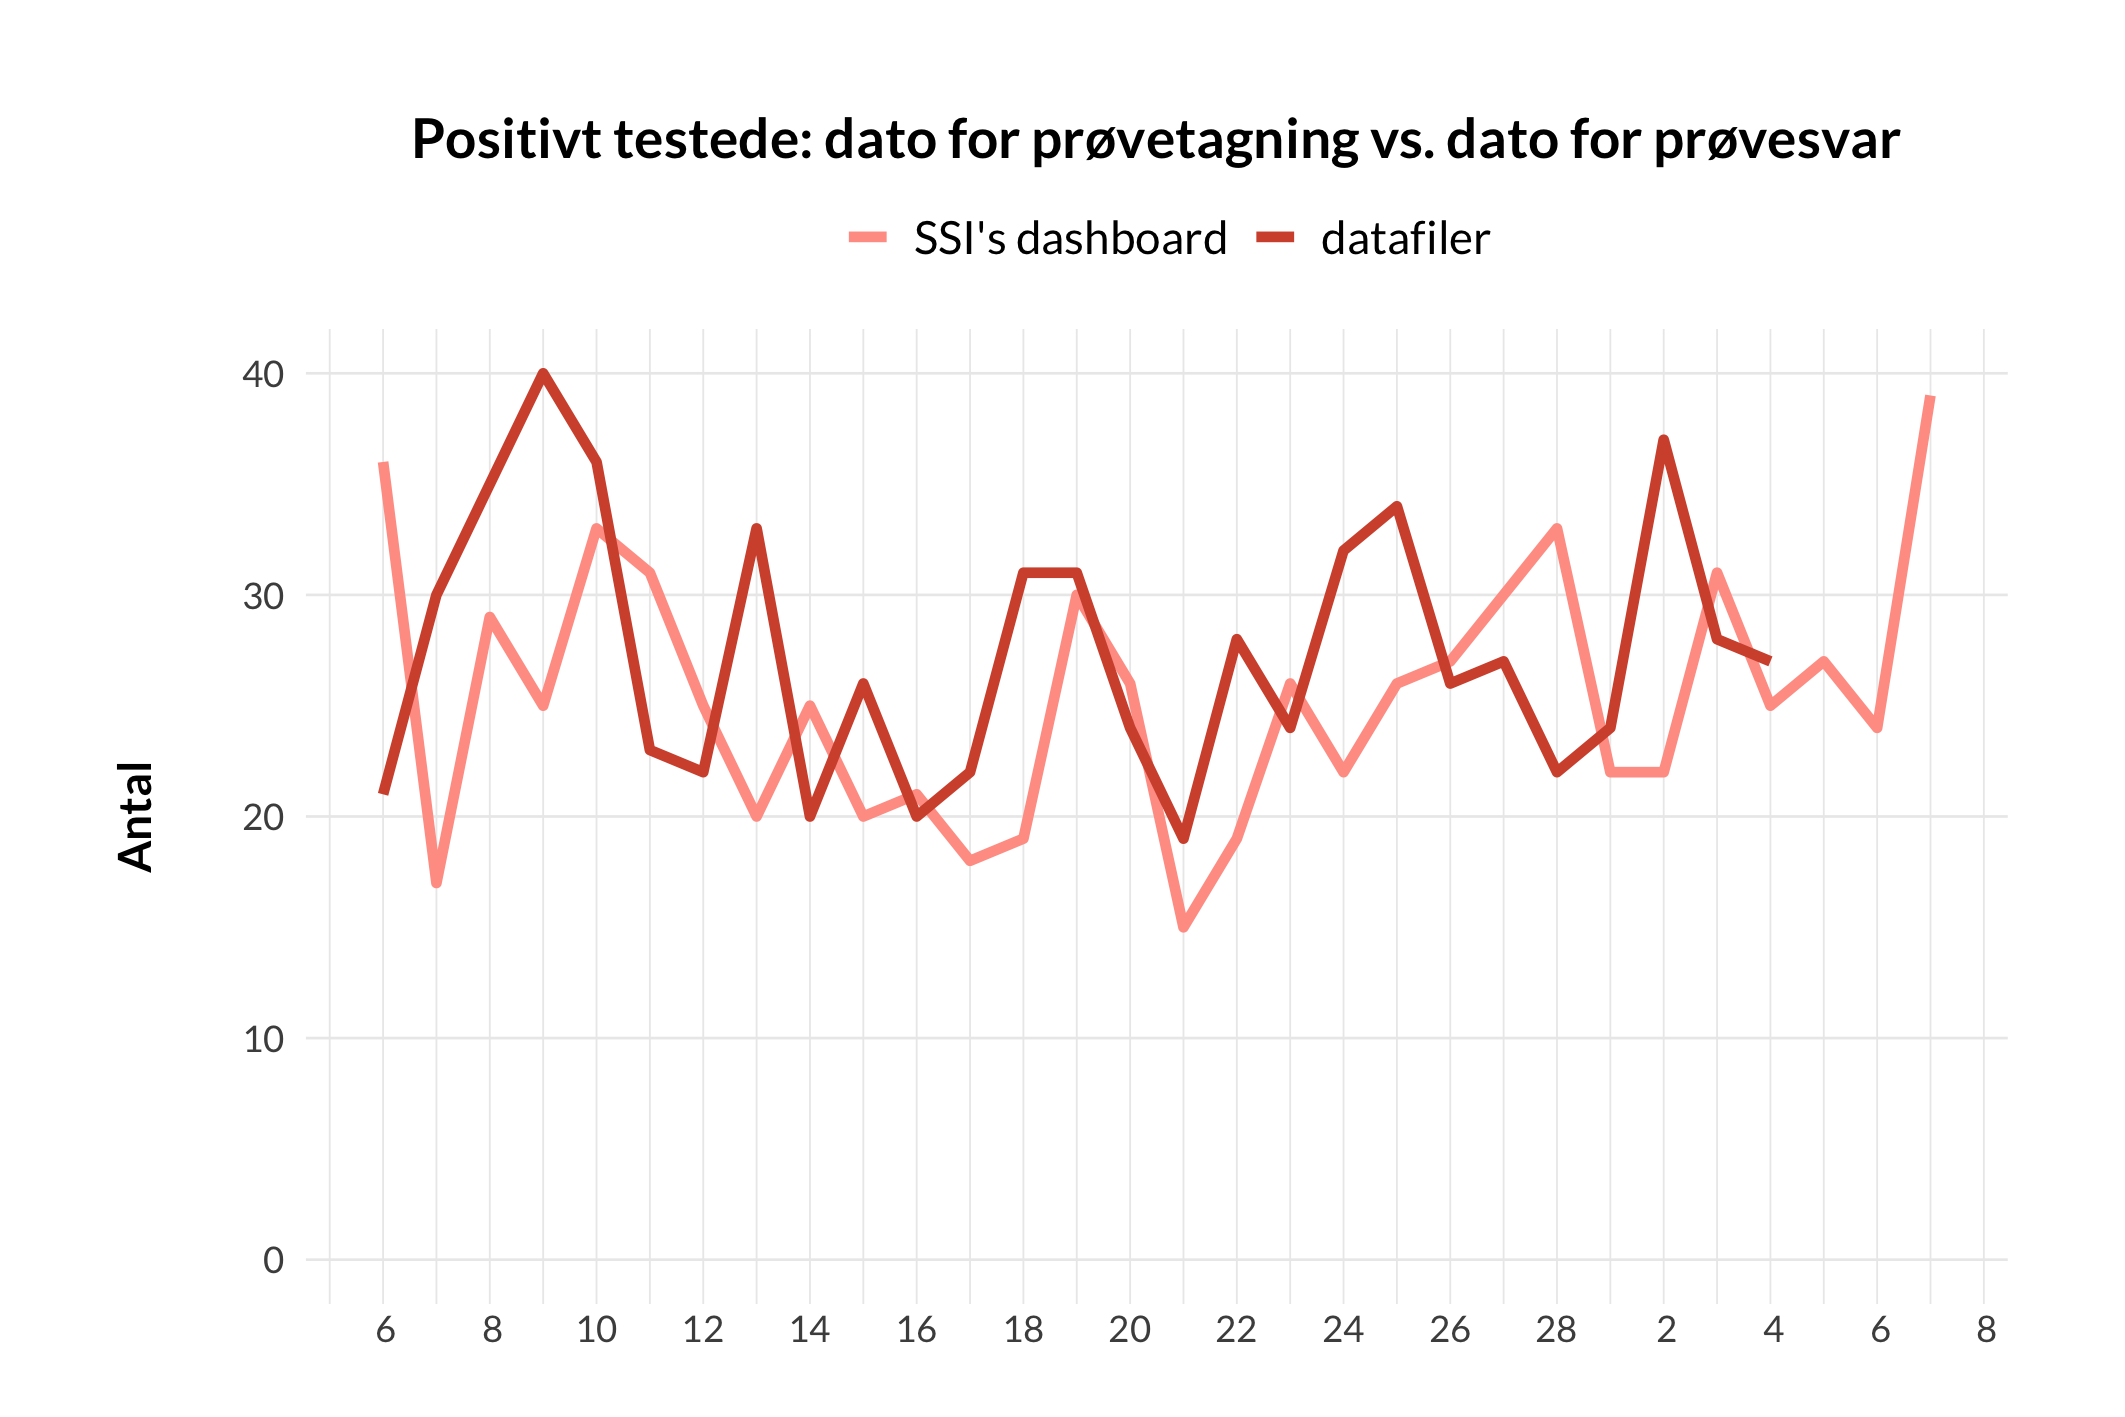 Positivt testede: dato for prøvetagning vs. dato for prøvesvar
SSI's dashboard datafiler
40
30
20
10
0
Antal
6 8 10 12 14 16 18 20 22 24 26 28 2 4 6 8